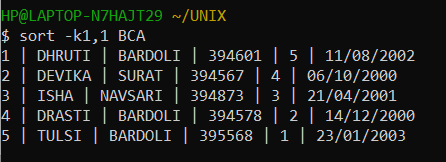 HP@LAPTOP-N7HAJT29 ~/UNIX
$ sort -k1,1 BCA
1 | DHRUTI | BARDOLI | 394601 | 5 | 11/08/2002
2 | DEVIKA | SURAT | 394567 | 4 | 06/10/2000
3 | ISHA | NAVSARI | 394873 | 3 | 21/04/2001
4 | DRASTI | BARDOLI | 394578 | 2 | 14/12/2000
5 | TULSI | BARDOLI | 395568 | 1 | 23/01/2003